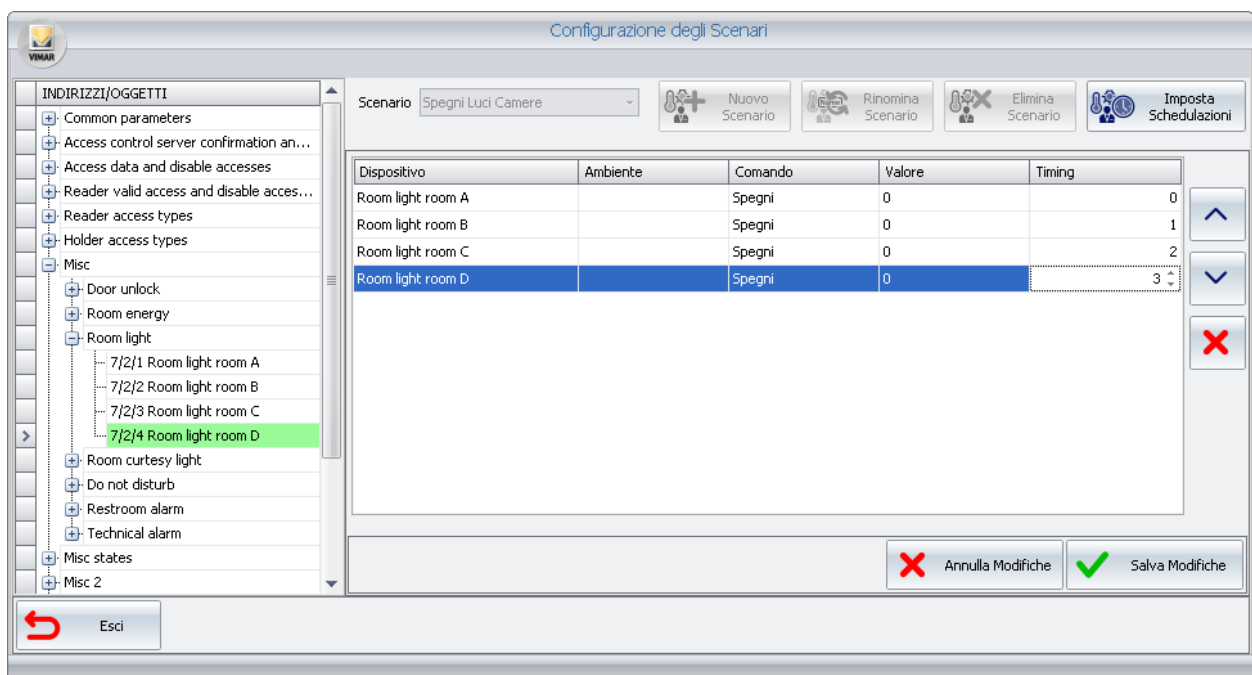 Configurazione degli Scenari
VIMAR
INDIRIZZI/OGGETTI
Common parameters
Access control server confirmation an...
Access data and disable accesses
Reader valid access and disable acces...
Reader access types
Holder access types
Misc
Door unlock
Room energy
Room light
7/2/1 Room light room A
7/2/2 Room light room B
7/2/3 Room light room C
7/2/4 Room light room D
Room curtesy light
Do not disturb
Restroom alarm
Technical alarm
Misc states
Misc 2
Scenario Spegni Luci Camere
Nuovo
Scenario
Rinomina
Scenario
Elimina
Scenario
Imposta
Schedulazioni
Dispositivo Ambiente Comando Valore Timing
Room light room A Spegni 0 0
Room light room B Spegni 0 1
Room light room C Spegni 0 2
Room light room D Spegni 0 3
Annulla Modifiche Salva Modifiche
Esci